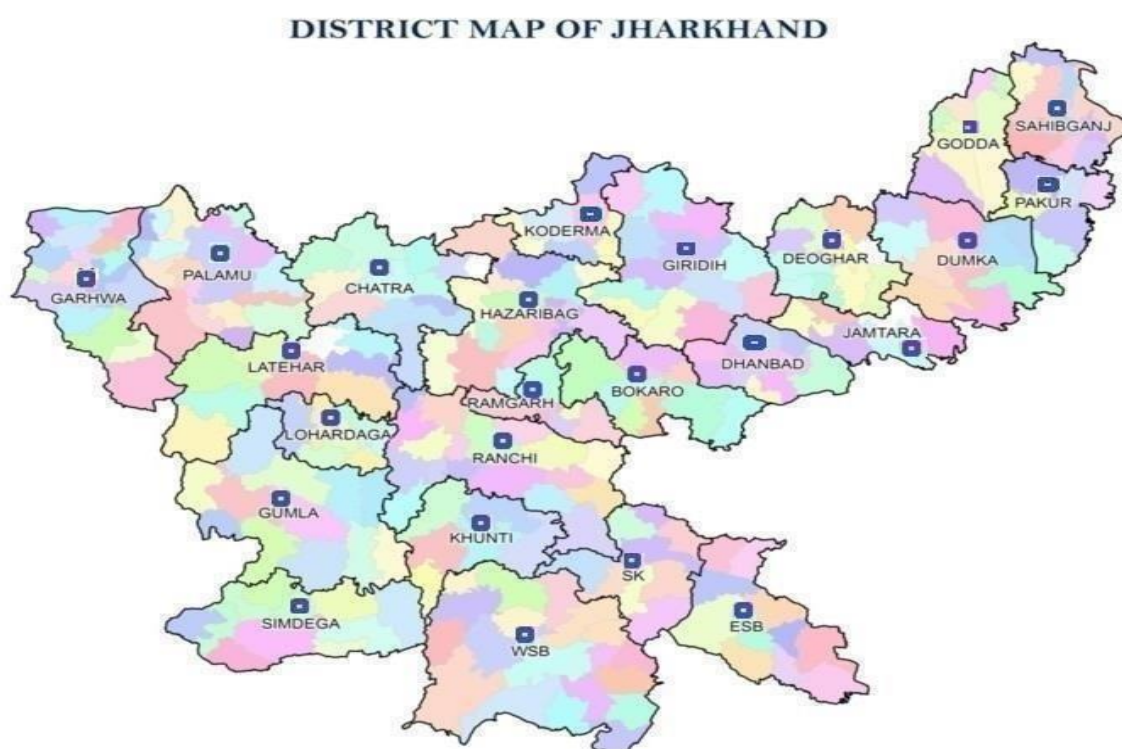 DISTRICT MAP OF JHARKHAND
SAHIBGANJ
GODDA
PAKUR
KODERMA
PALAMU
GIRIDIH
DEOGHAR
DUMKA
GARHWA
CHATRA
HAZARIBAG
JAMTARA
LATEHAR
DHANBAD
BOKARO
RAMGARH
LOHARDAGA
RANCHI
GUMLA
KHUNTI
SK
SIMDEGA
ESB
WSB